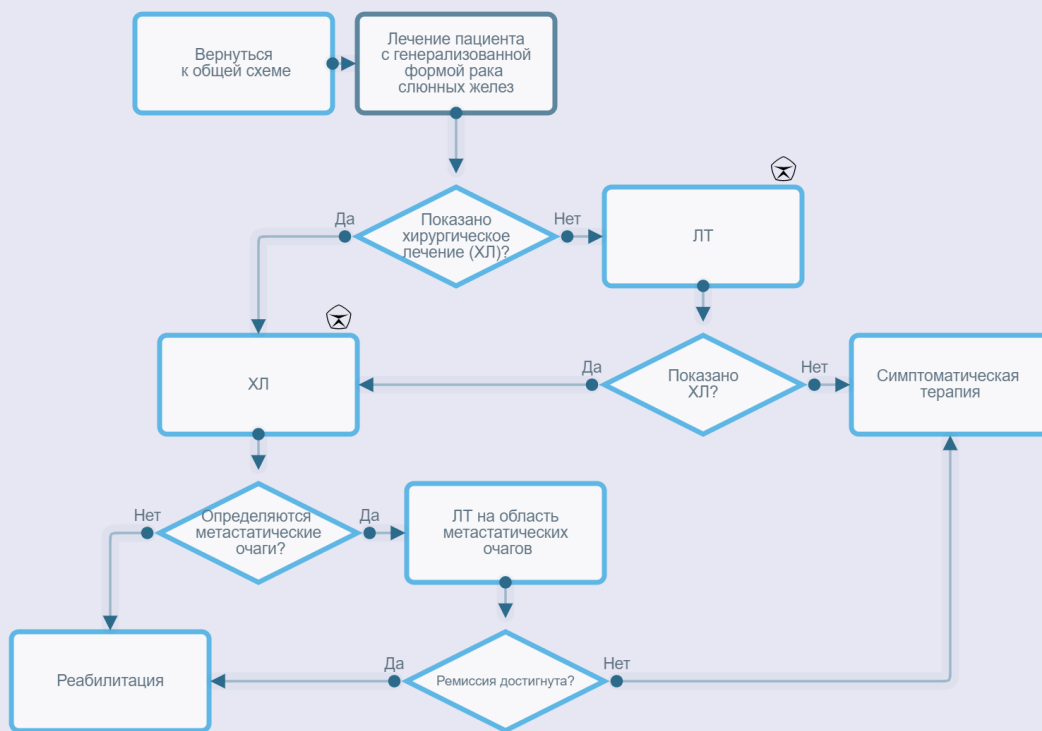 Вернуться
к общей схеме
Лечение пациента
с генерализованной
формой рака
слюнных желез
Да
Показано
хирургическое
лечение (ХЛ)?
Нет
ЛТ
ХЛ
Да
Показано
ХЛ?
Нет
Симптоматическая
терапия
Нет
Определяются
метастатические
очаги?
Да
ЛТ на область
метастатических
очагов
Реабилитация
Да
Ремиссия достигнута?
Нет